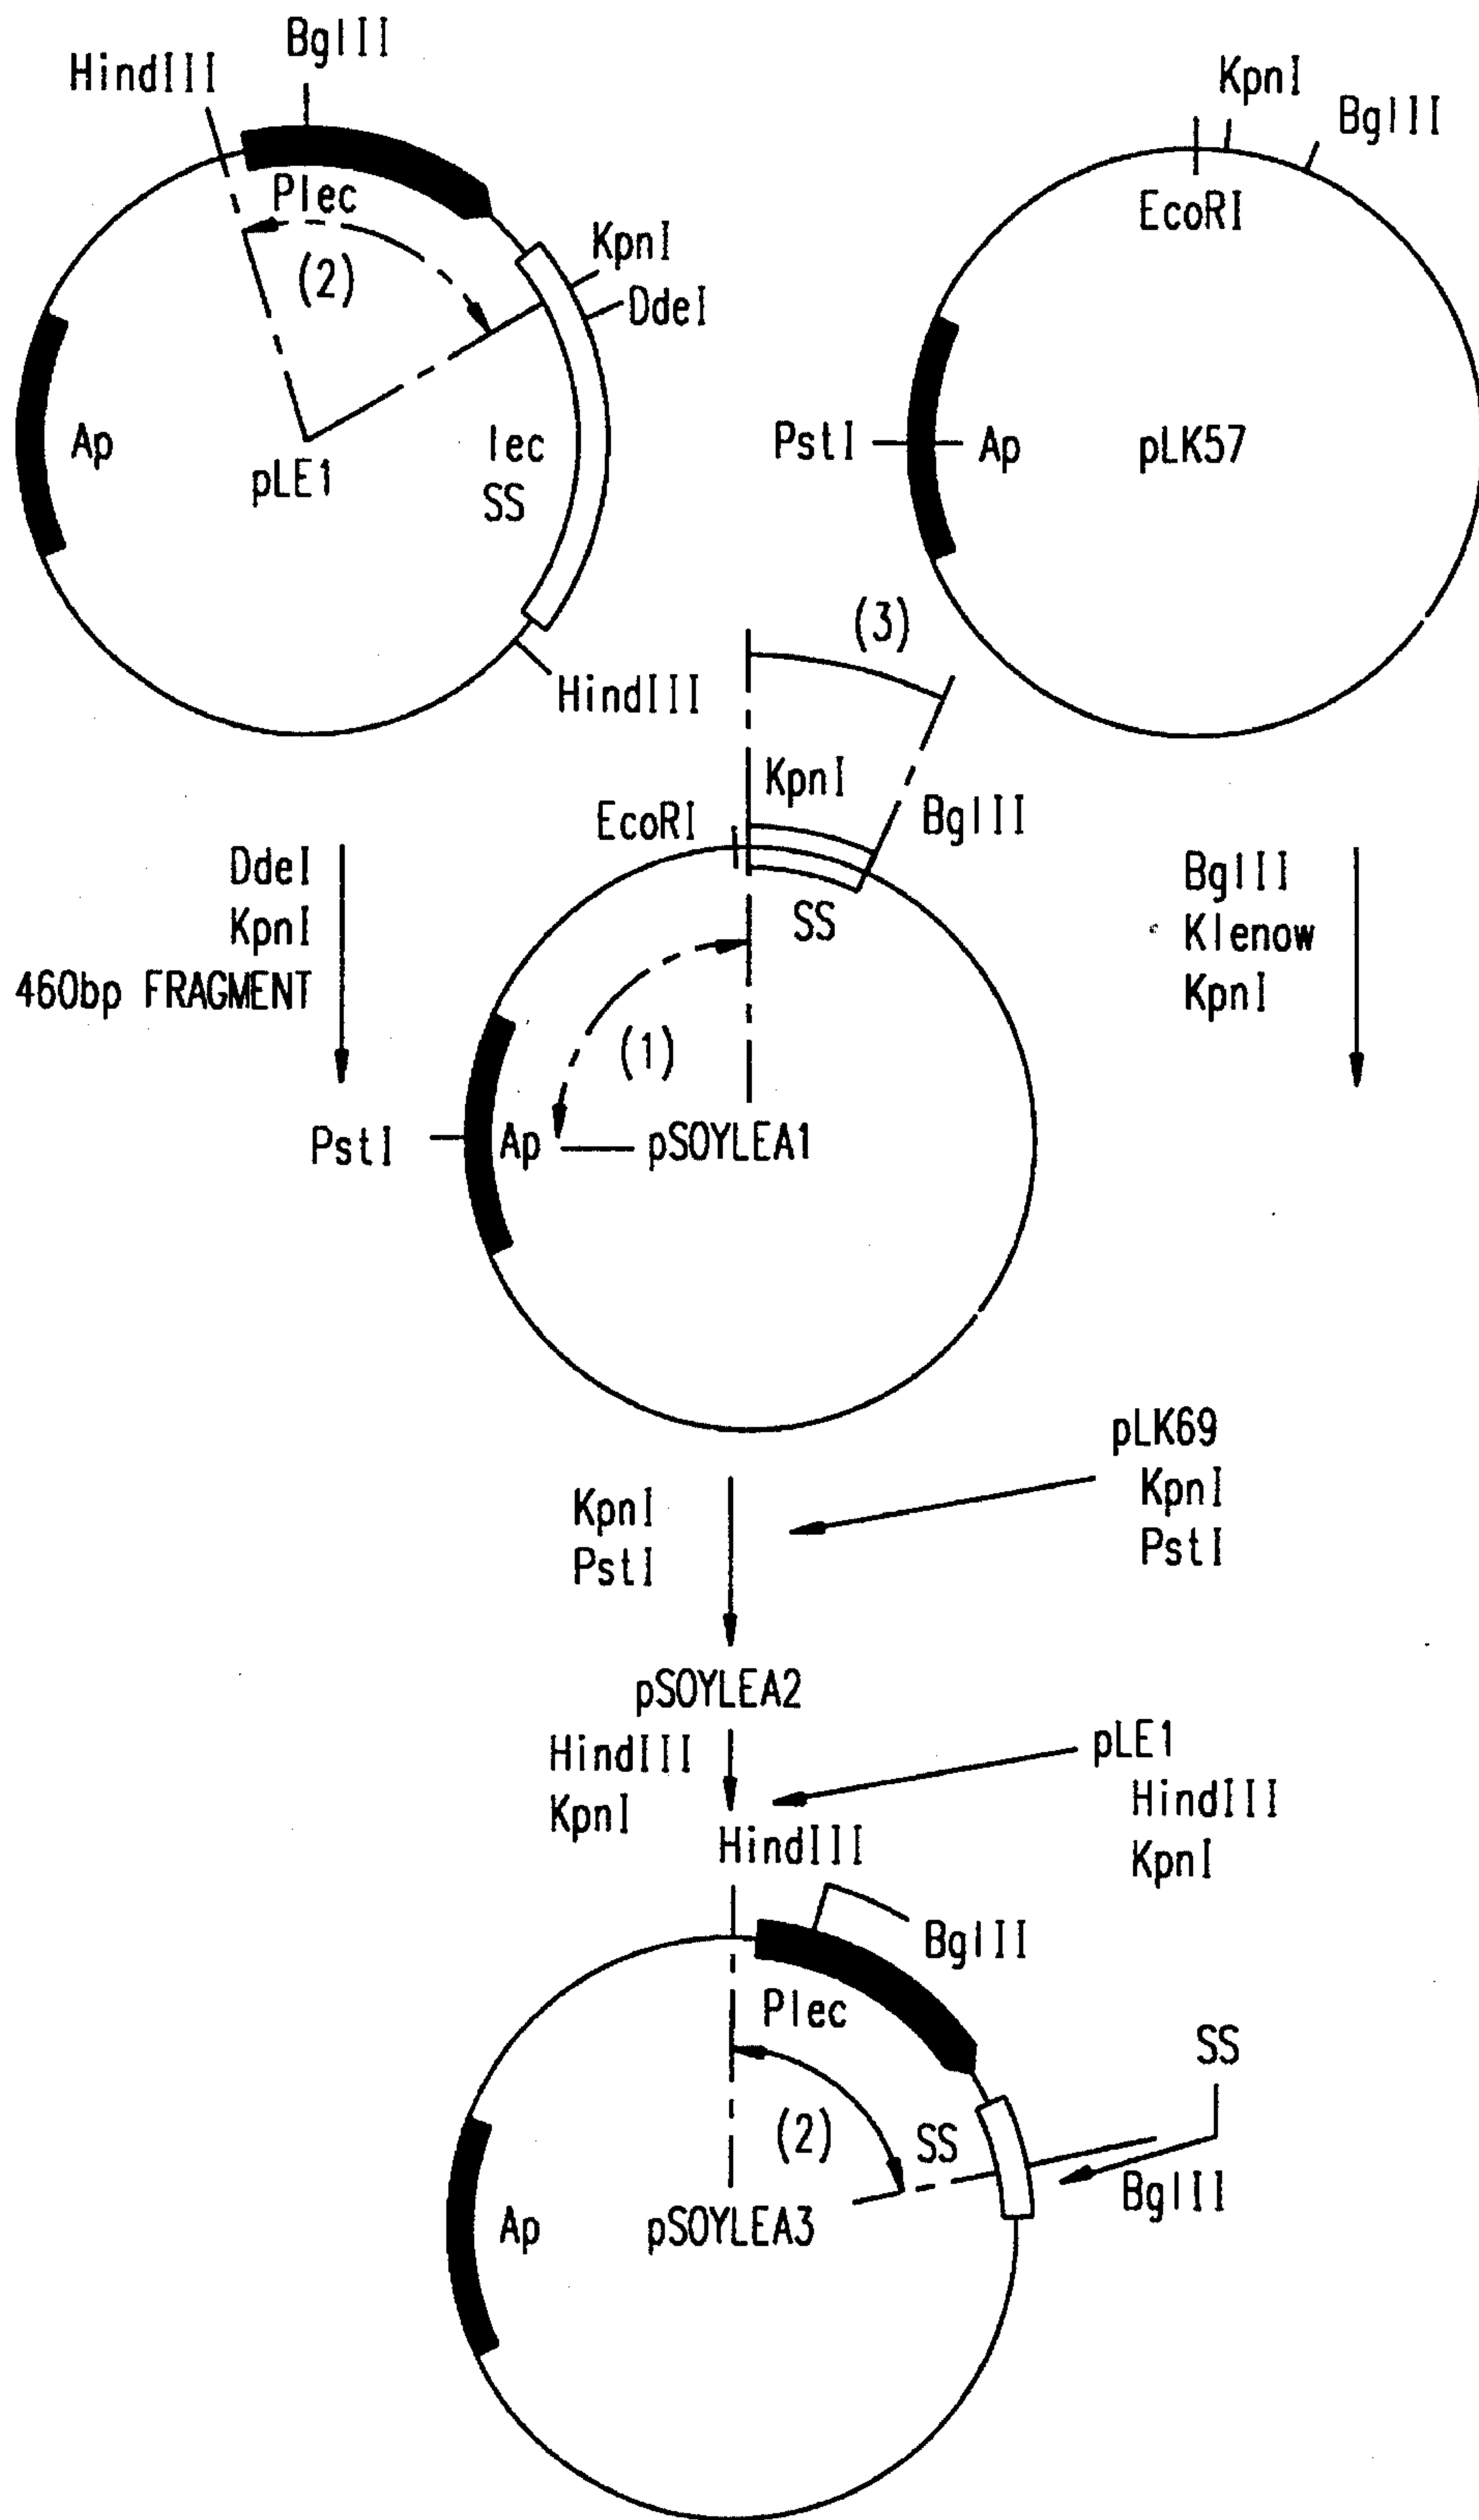 BglII
HindIII
Plec
(2)
KpnI
DdeI
Ap
lec
SS
pLE1
HindIII
KpnI
BglII
EcoRI
PstI
Ap
pLK57
(3)
KpnI
EcoRI
BglII
SS
DdeI
KpnI
460bp FRAGMENT
BglII
Klenow
KpnI
(1)
PstI
Ap
pSOYLEA1
pLK69
KpnI
PstI
KpnI
PstI
pSOYLEA2
HindIII
KpnI
pLE1
HindIII
KpnI
HindIII
BglII
Plec
SS
(2)
SS
BglII
Ap
pSOYLEA3